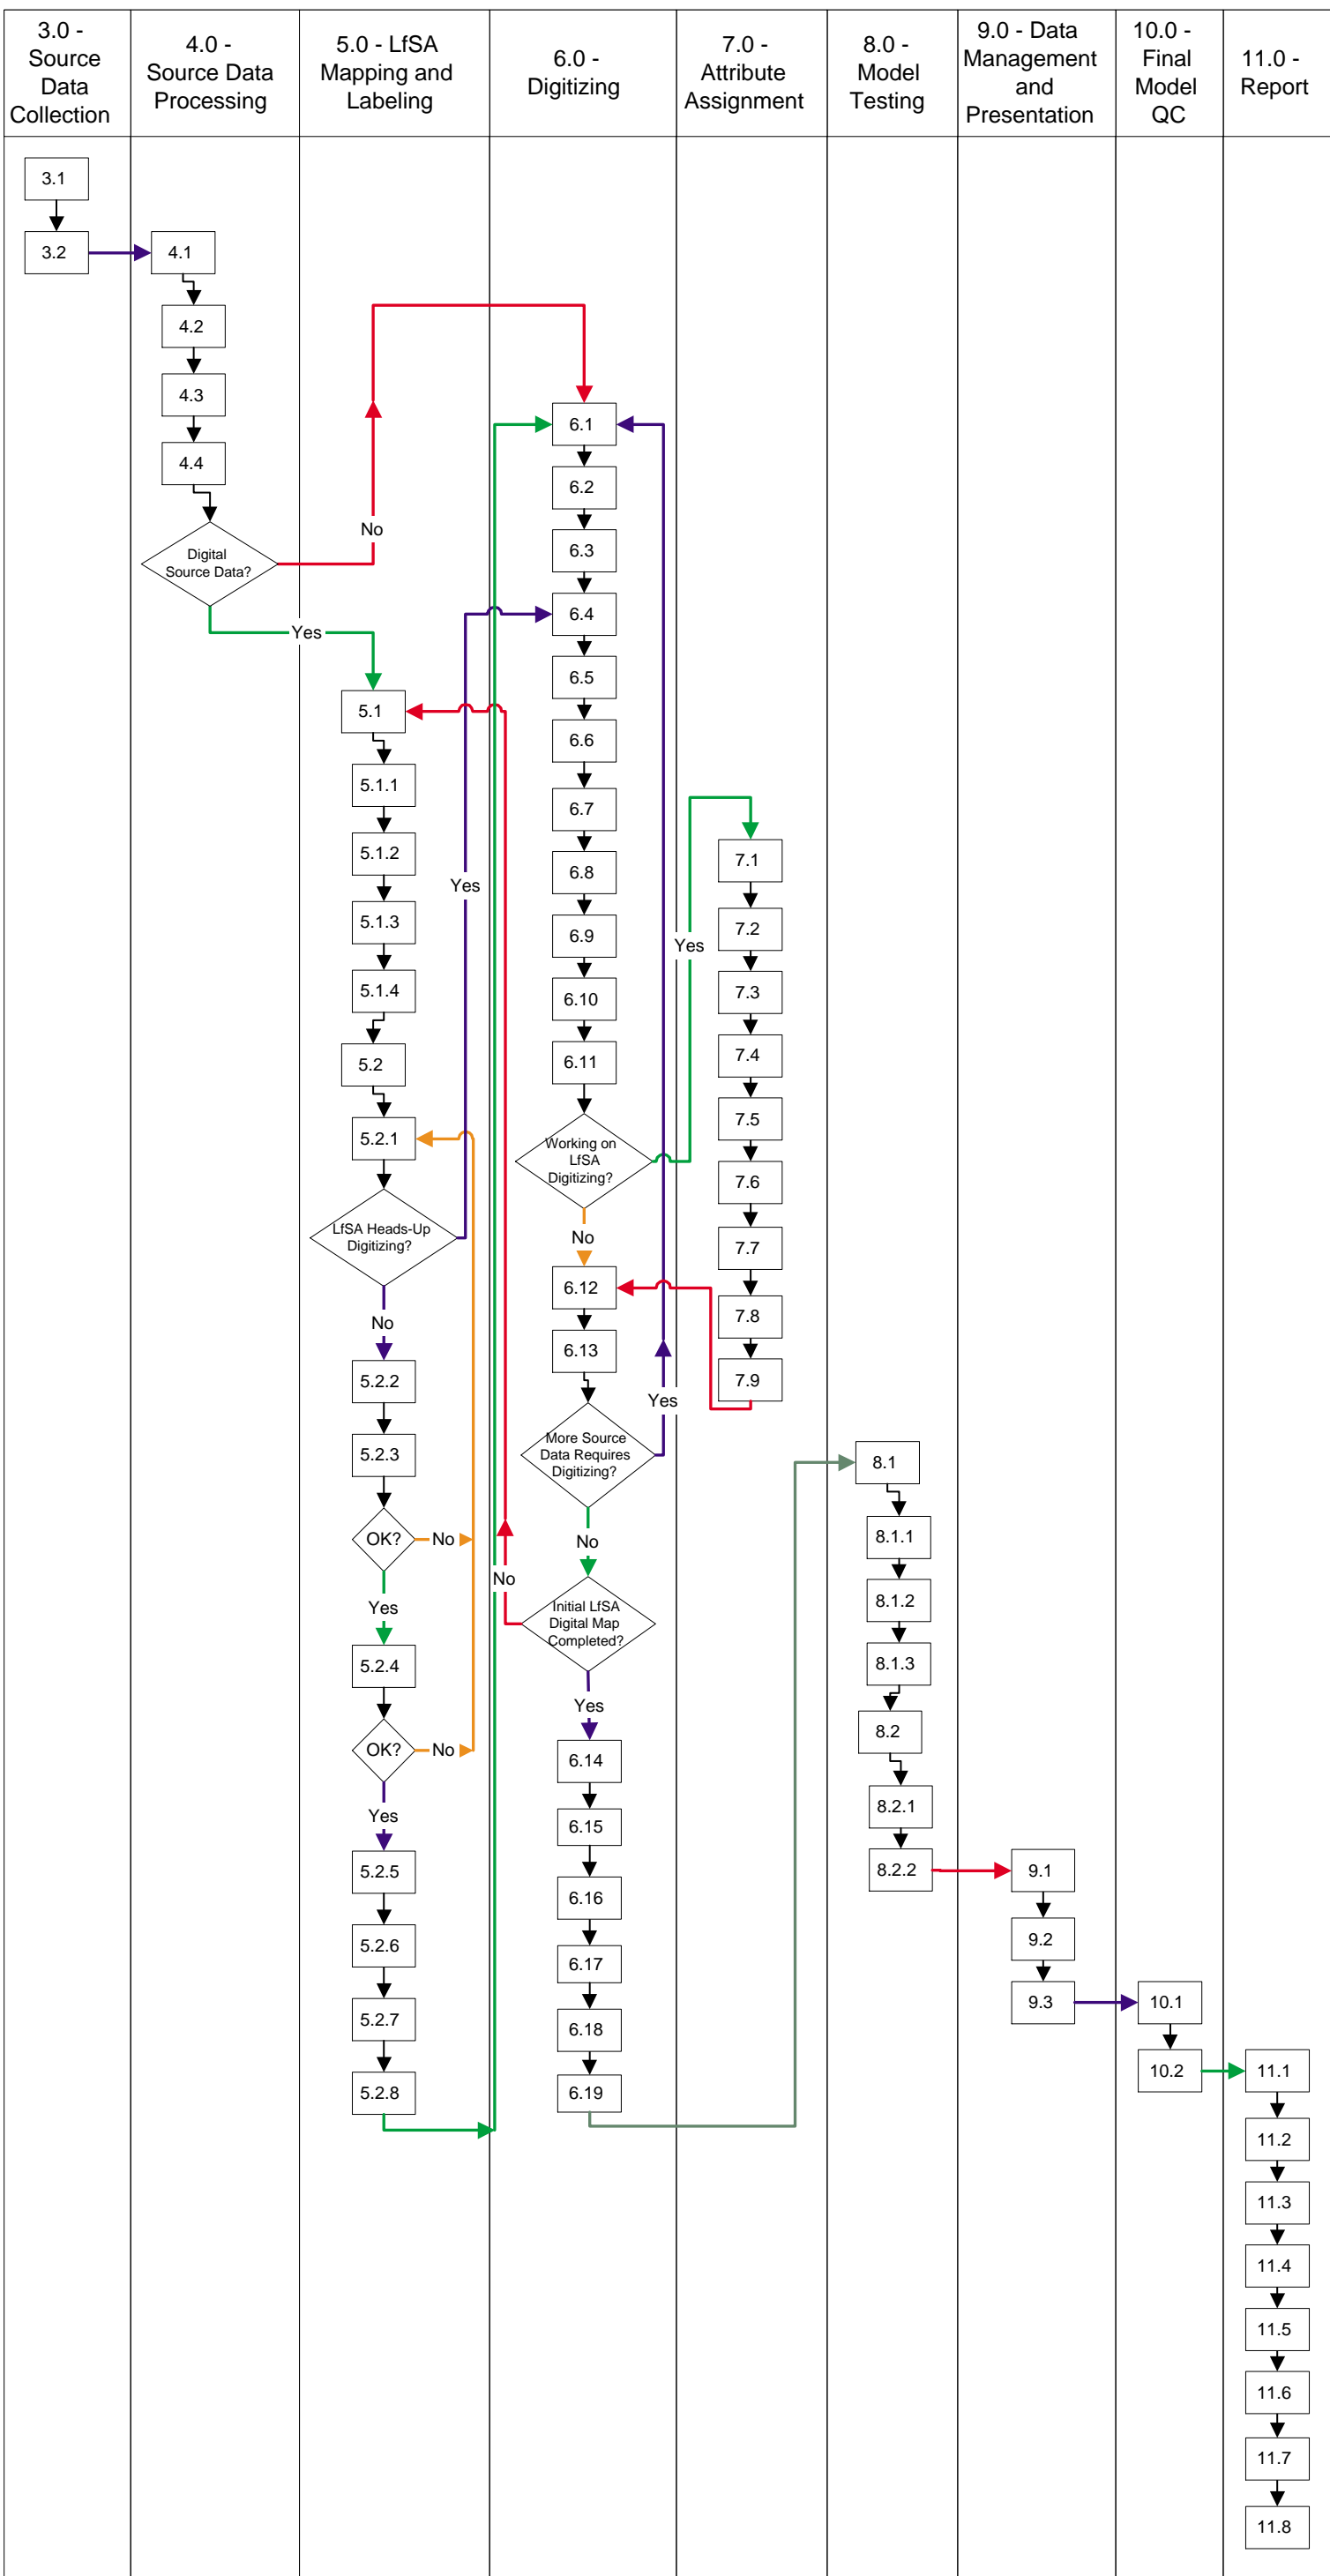 3.0 -
Source
Data
Collection
4.0 -
Source Data
Processing
5.0 - LfSA
Mapping and
Labeling
6.0 -
Digitizing
7.0 -
Attribute
Assignment
8.0 -
Model
Testing
9.0 - Data
Management
and
Presentation
10.0 -
Final
Model
QC
11.0 -
Report
3.1
3.2
4.1
4.2
4.3
4.4
Digital
Source Data?
No
Yes
5.1
5.1.1
5.1.2
5.1.3
5.1.4
5.2
5.2.1
LfSA Heads-Up
Digitizing?
Yes
No
5.2.2
5.2.3
OK?
No
Yes
5.2.4
OK?
No
Yes
5.2.5
5.2.6
5.2.7
5.2.8
6.1
6.2
6.3
6.4
6.5
6.6
6.7
6.8
6.9
6.10
6.11
Working on
LfSA
Digitizing?
Yes
No
6.12
6.13
More Source
Data Requires
Digitizing?
Yes
No
Initial LfSA
Digital Map
Completed?
No
Yes
6.14
6.15
6.16
6.17
6.18
6.19
7.1
7.2
7.3
7.4
7.5
7.6
7.7
7.8
7.9
8.1
8.1.1
8.1.2
8.1.3
8.2
8.2.1
8.2.2
9.1
9.2
9.3
10.1
10.2
11.1
11.2
11.3
11.4
11.5
11.6
11.7
11.8